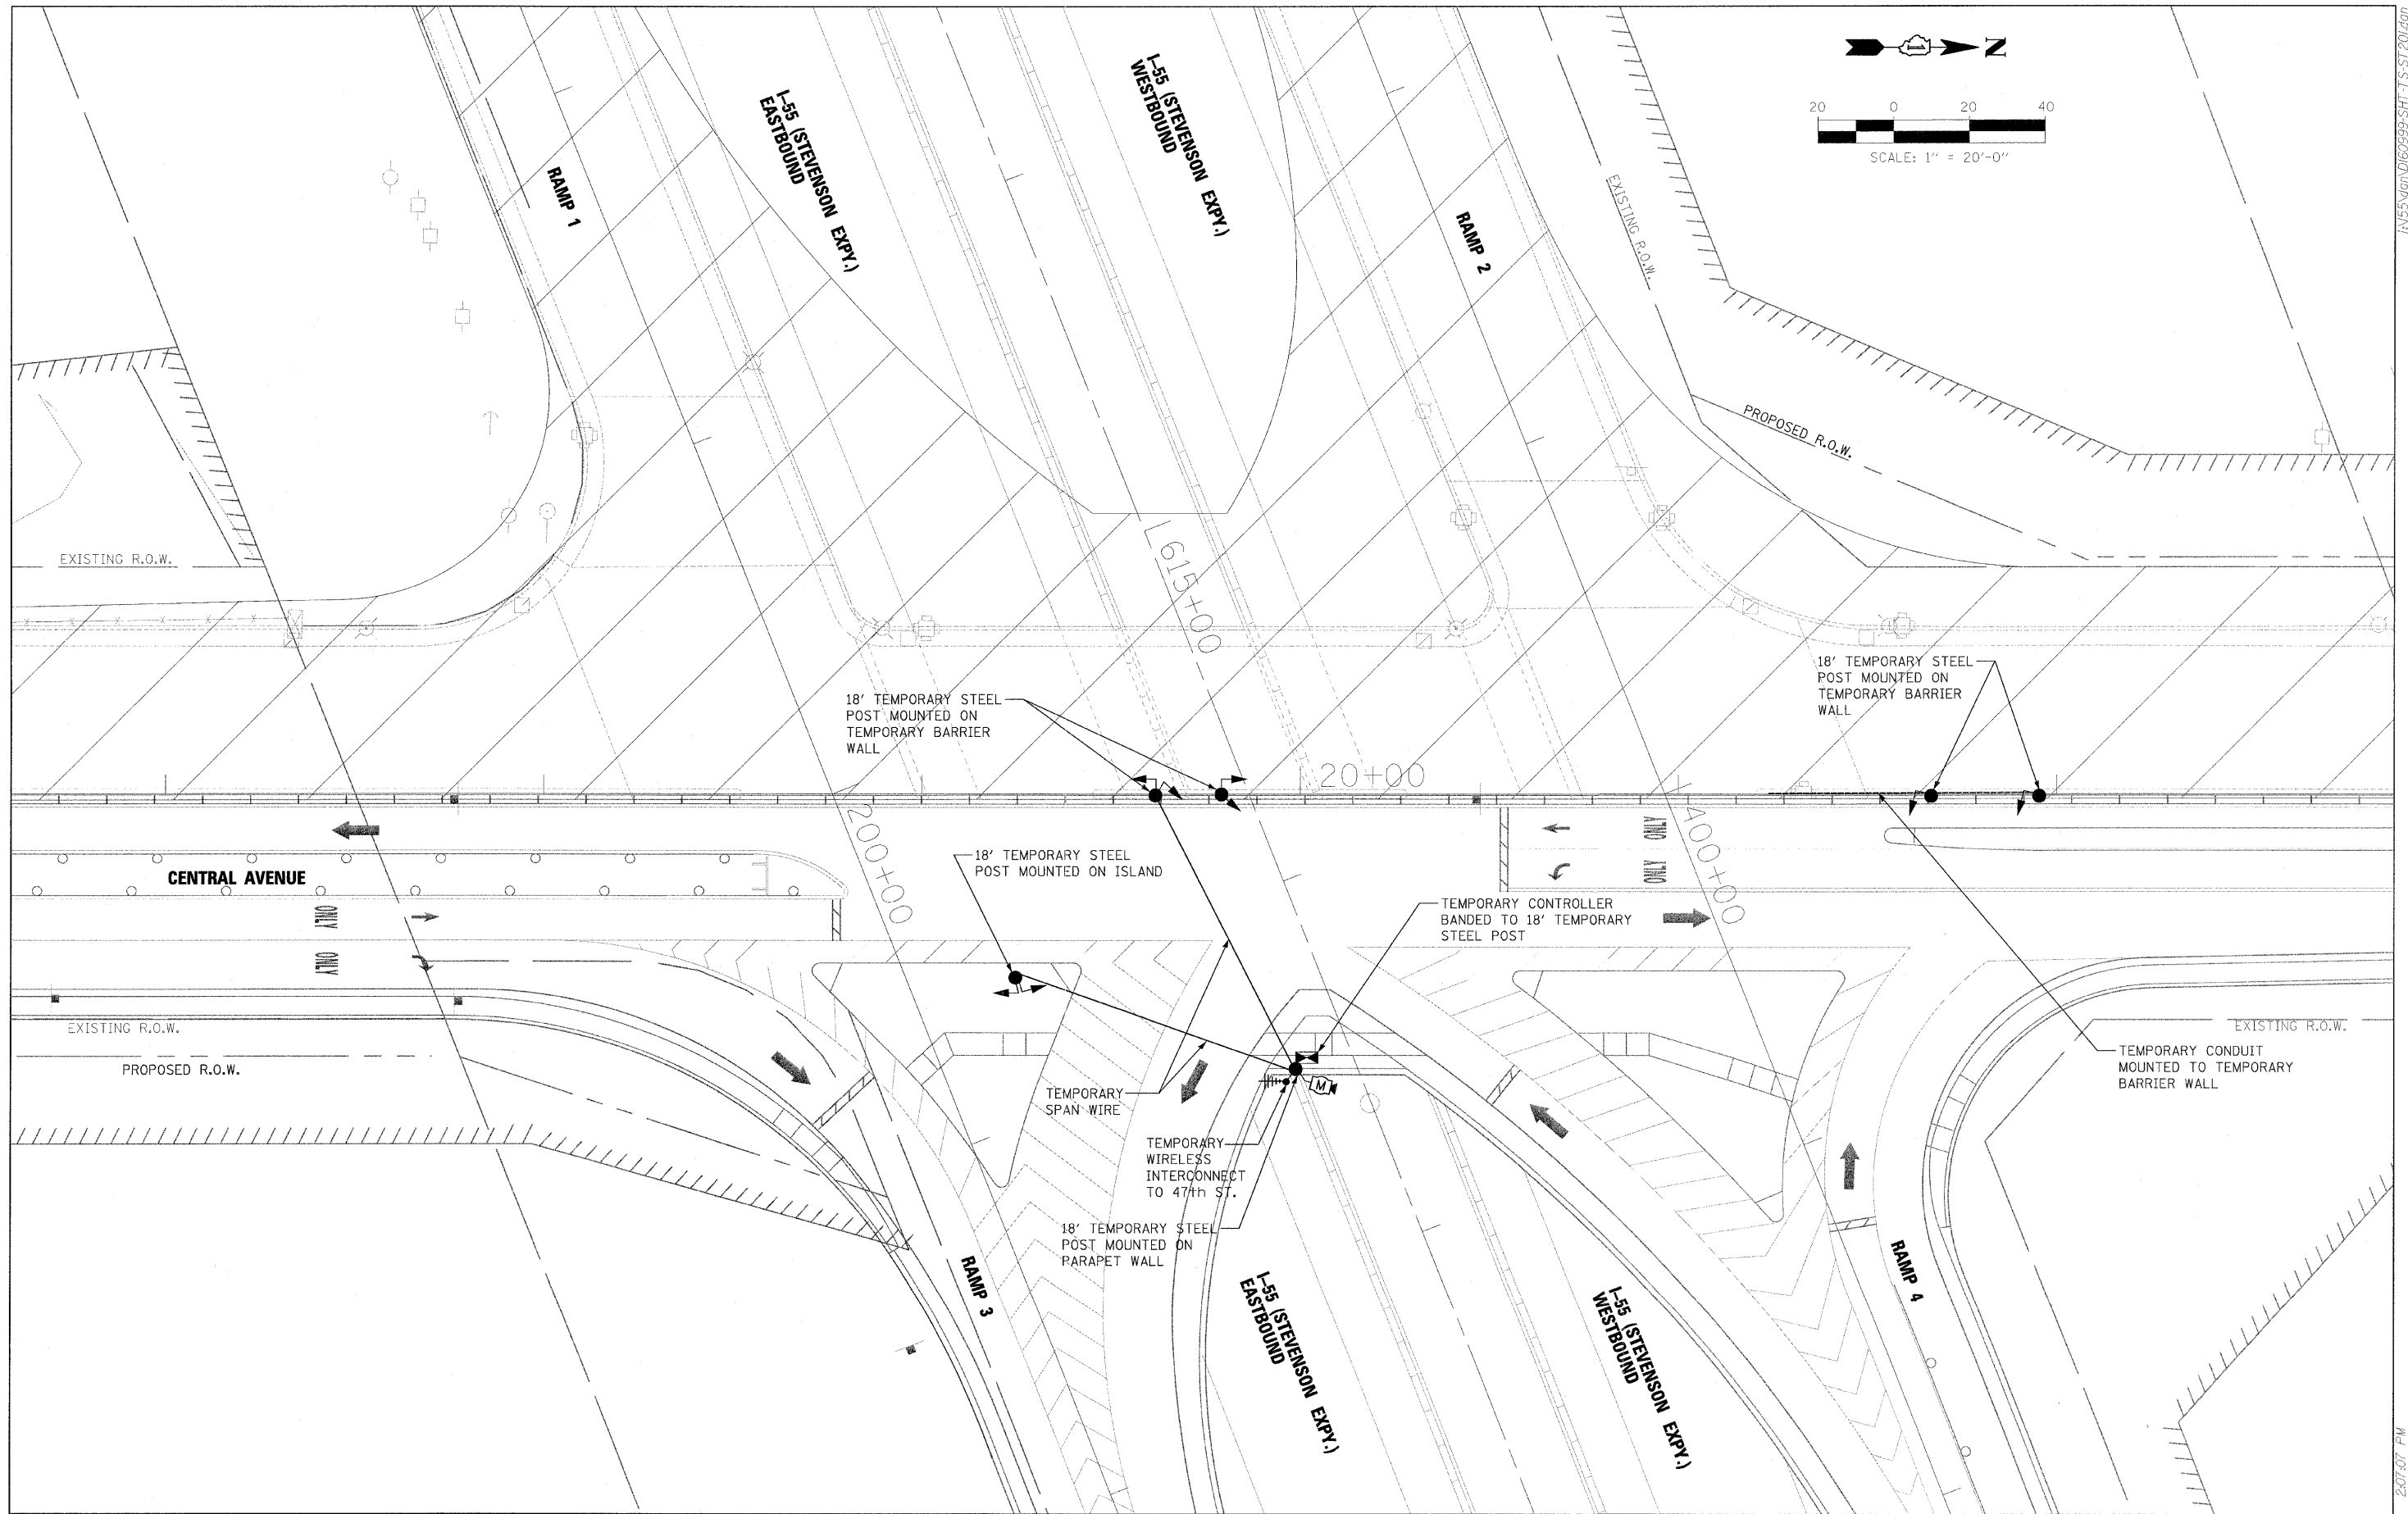 I-55 (STEVENSON EXPY.)
EASTBOUND
I-55 (STEVENSON EXPY.)
WESTBOUND
RAMP 1
RAMP 2
N
20 0 20 40
SCALE: 1" = 20'-0"
EXISTING R.O.W.
PROPOSED R.O.W.
EXISTING R.O.W.
615+00
18' TEMPORARY STEEL
POST MOUNTED ON
TEMPORARY BARRIER
WALL
18' TEMPORARY STEEL
POST MOUNTED ON
TEMPORARY BARRIER
WALL
20+00
200+00
400+00
CENTRAL AVENUE
ONLY
ONLY
ONLY
ONLY
18' TEMPORARY STEEL
POST MOUNTED ON ISLAND
TEMPORARY CONTROLLER
BANDED TO 18' TEMPORARY
STEEL POST
EXISTING R.O.W.
PROPOSED R.O.W.
EXISTING R.O.W.
TEMPORARY CONDUIT
MOUNTED TO TEMPORARY
BARRIER WALL
M
TEMPORARY
SPAN WIRE
TEMPORARY
WIRELESS
INTERCONNECT
TO 47th ST.
18' TEMPORARY STEEL
POST MOUNTED ON
PARAPET WALL
RAMP 3
I-55 (STEVENSON EXPY.)
EASTBOUND
I-55 (STEVENSON EXPY.)
WESTBOUND
RAMP 4
2:07:07 PM